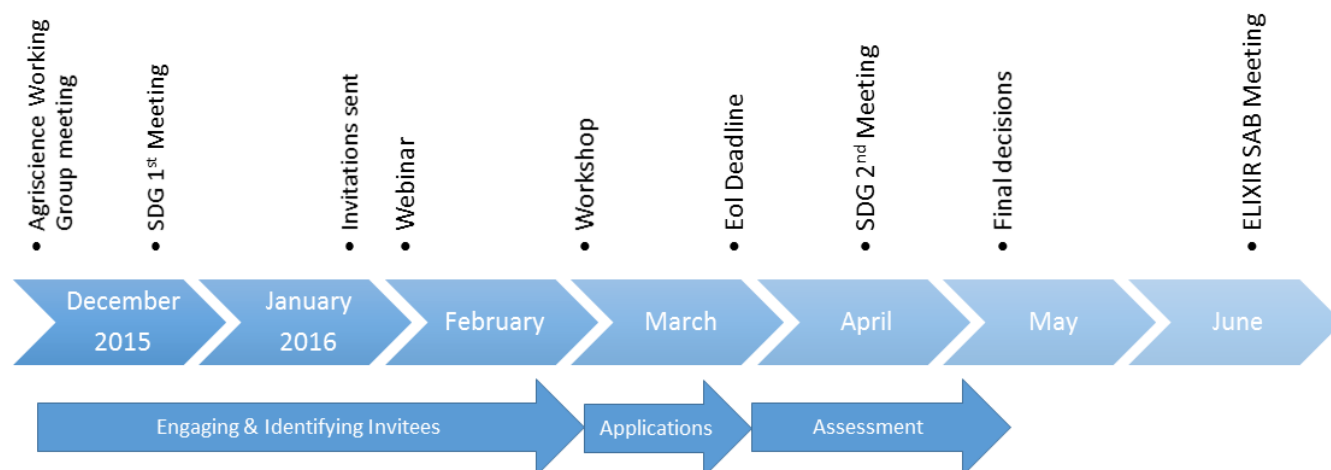 • Agriscience Working
Group meeting
• SDG 1st Meeting
• Invitations sent
• Webinar
• Workshop
• EoI Deadline
• SDG 2nd Meeting
• Final decisions
• ELIXIR SAB Meeting
December
2015
January
2016
February
March
April
May
June
Engaging & Identifying Invitees
Applications
Assessment